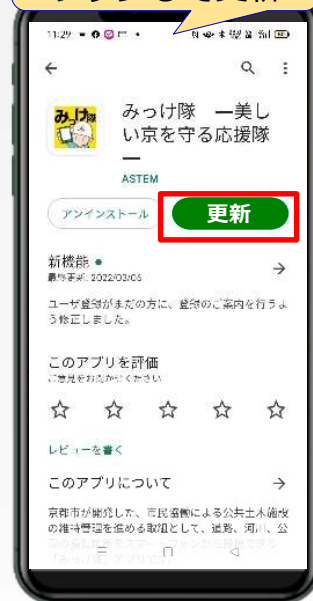 11:29
みっけ隊
みっけ隊 ―美し
い京を守る応援隊
―
ASTEM
アンインストール
更新
新機能
最終更新: 2022/03/06
ユーザ登録がまだの方に、登録のご案内を行うよ
う修正しました。
このアプリを評価
ご意見をお聞かせください
レビューを書く
このアプリについて
京都市が開発した、市民協働による公共土木施設
の維持管理を進める取組として、道路、河川、公